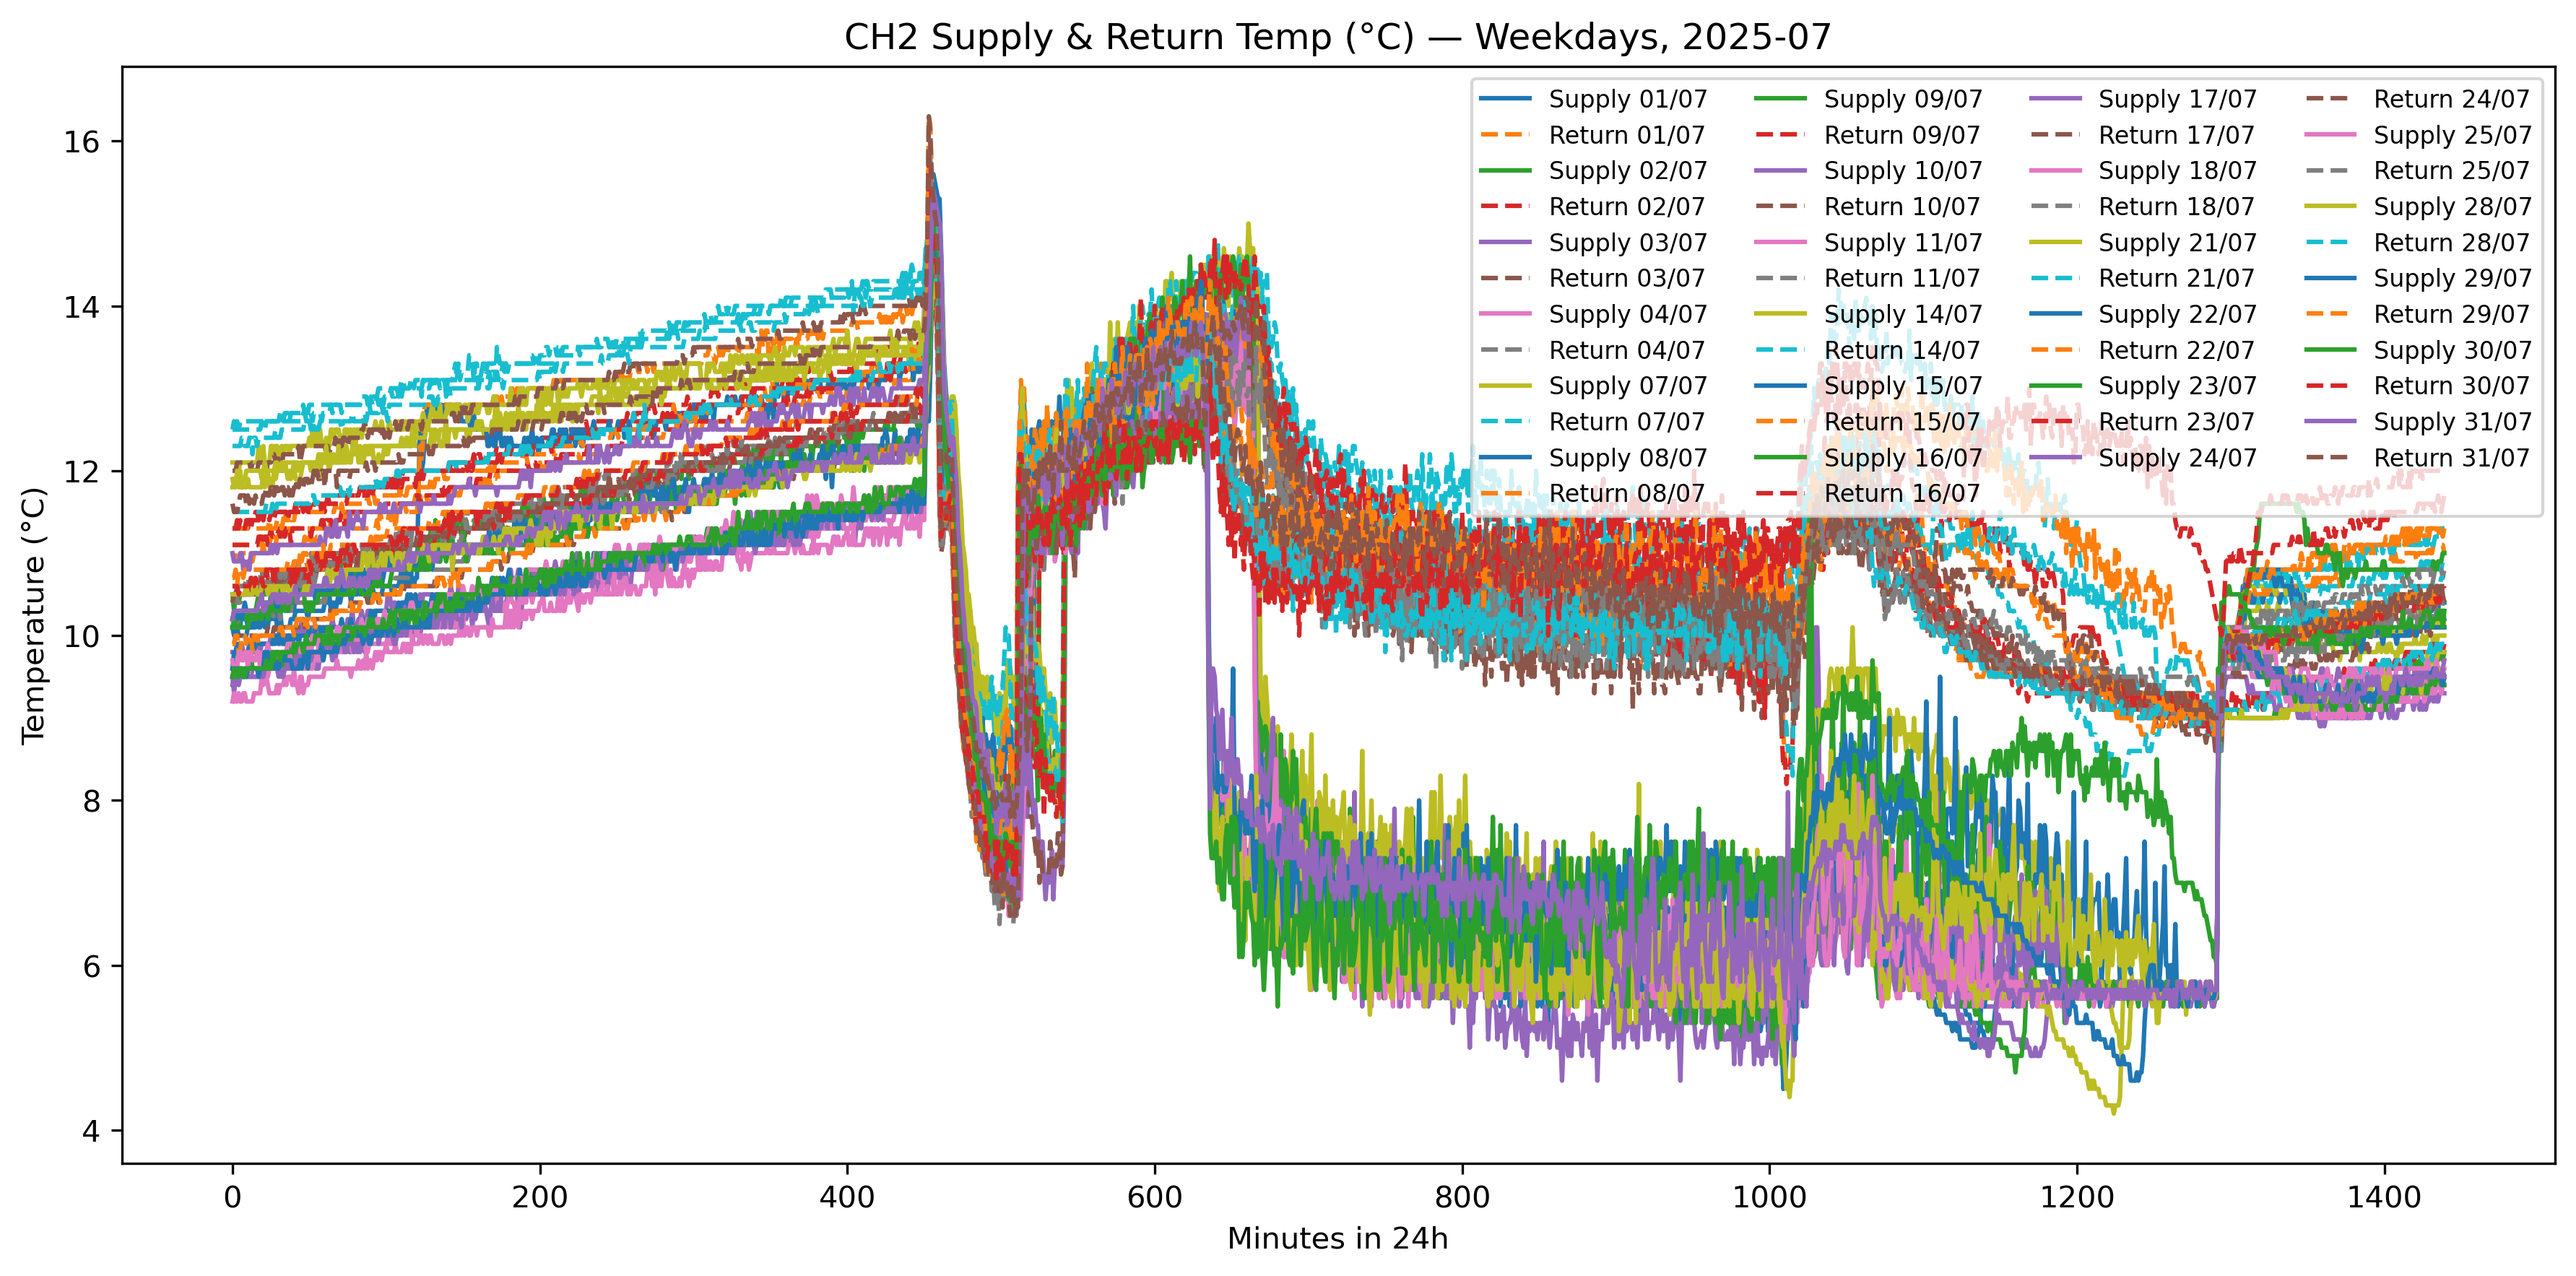 CH2 Supply & Return Temp (°C) — Weekdays, 2025-07
Temperature (°C)
16
14
12
10
8
6
4
Supply 01/07
Return 01/07
Supply 02/07
Return 02/07
Supply 03/07
Return 03/07
Supply 04/07
Return 04/07
Supply 07/07
Return 07/07
Supply 08/07
Return 08/07
Supply 09/07
Return 09/07
Supply 10/07
Return 10/07
Supply 11/07
Return 11/07
Supply 14/07
Return 14/07
Supply 15/07
Return 15/07
Supply 16/07
Return 16/07
Supply 17/07
Return 17/07
Supply 18/07
Return 18/07
Supply 21/07
Return 21/07
Supply 22/07
Return 22/07
Supply 23/07
Return 23/07
Supply 24/07
Return 24/07
Supply 25/07
Return 25/07
Supply 28/07
Return 28/07
Supply 29/07
Return 29/07
Supply 30/07
Return 30/07
Supply 31/07
Return 31/07
0 200 400 600 800 1000 1200 1400
Minutes in 24h